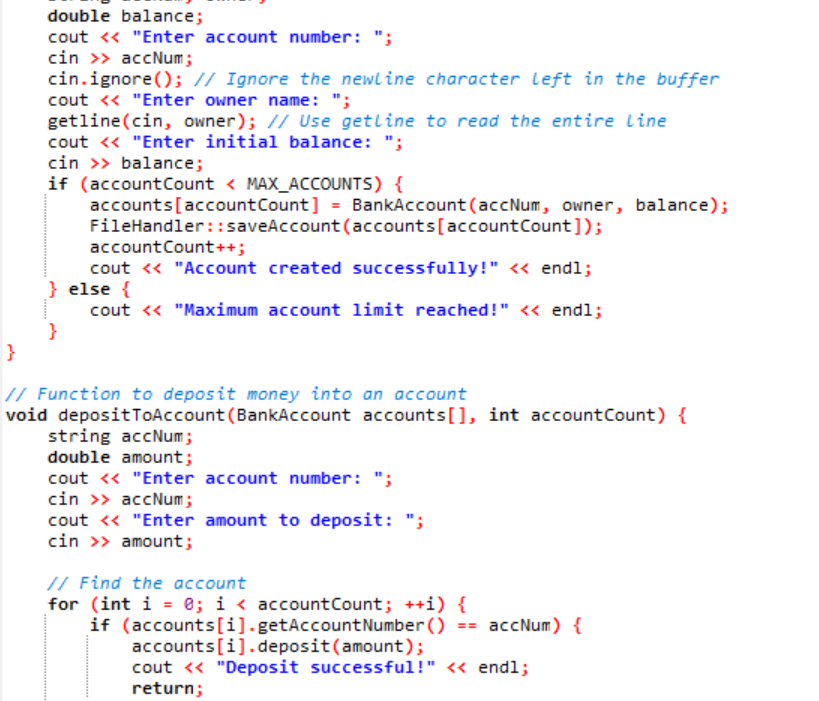 double balance;
cout << "Enter account number: ";
cin >> accNum;
cin.ignore(); // Ignore the newline character left in the buffer
cout << "Enter owner name: ";
getline(cin, owner); // Use getline to read the entire line
cout << "Enter initial balance: ";
cin >> balance;
if (accountCount < MAX_ACCOUNTS) {
accounts[accountCount] = BankAccount(accNum, owner, balance);
FileHandler::saveAccount(accounts[accountCount]);
accountCount++;
cout << "Account created successfully!" << endl;
} else {
cout << "Maximum account limit reached!" << endl;
}
}
// Function to deposit money into an account
void depositToAccount(BankAccount accounts[], int accountCount) {
string accNum;
double amount;
cout << "Enter account number: ";
cin >> accNum;
cout << "Enter amount to deposit: ";
cin >> amount;
// Find the account
for (int i = 0; i < accountCount; ++i) {
if (accounts[i].getAccountNumber() == accNum) {
accounts[i].deposit(amount);
cout << "Deposit successful!" << endl;
return;